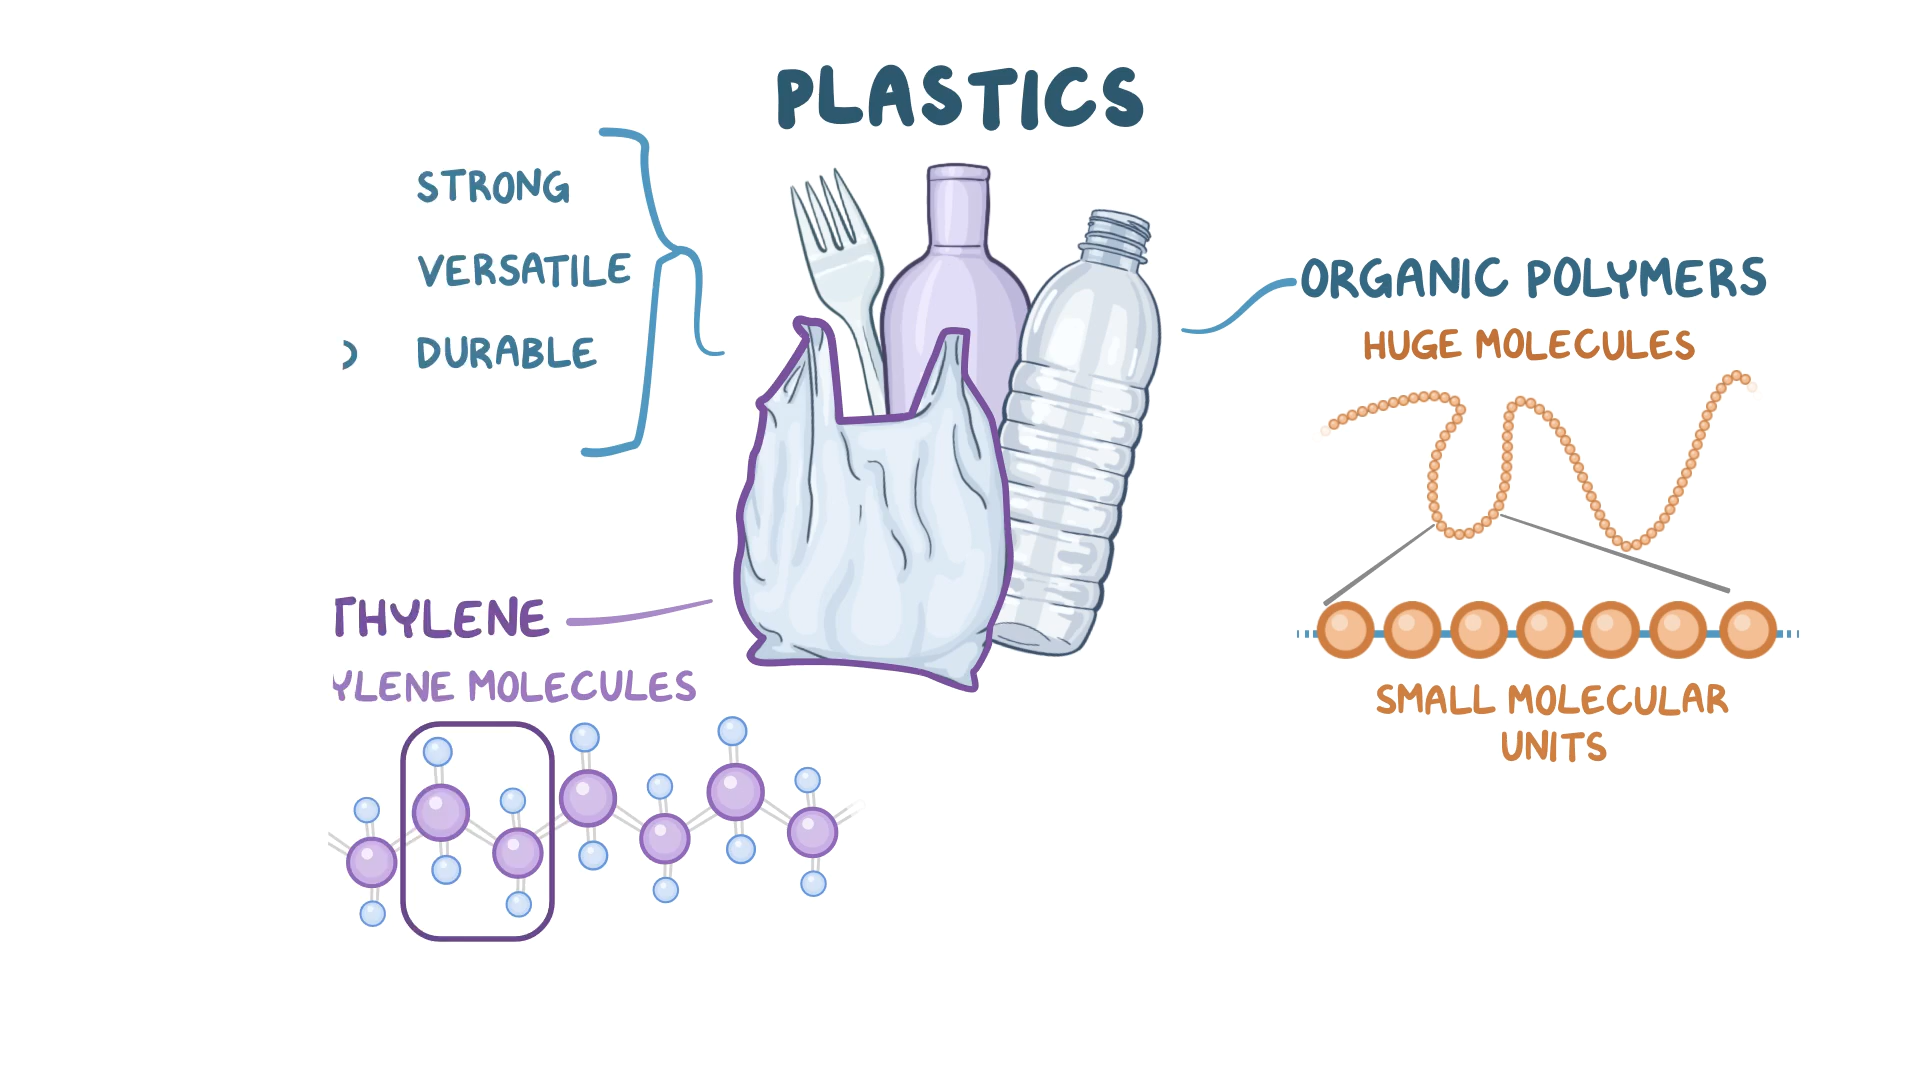 PLASTICS
STRONG
VERSATILE
DURABLE
ORGANIC POLYMERS
HUGE MOLECULES
SMALL MOLECULAR
UNITS
THYLENE
YLENE MOLECULES